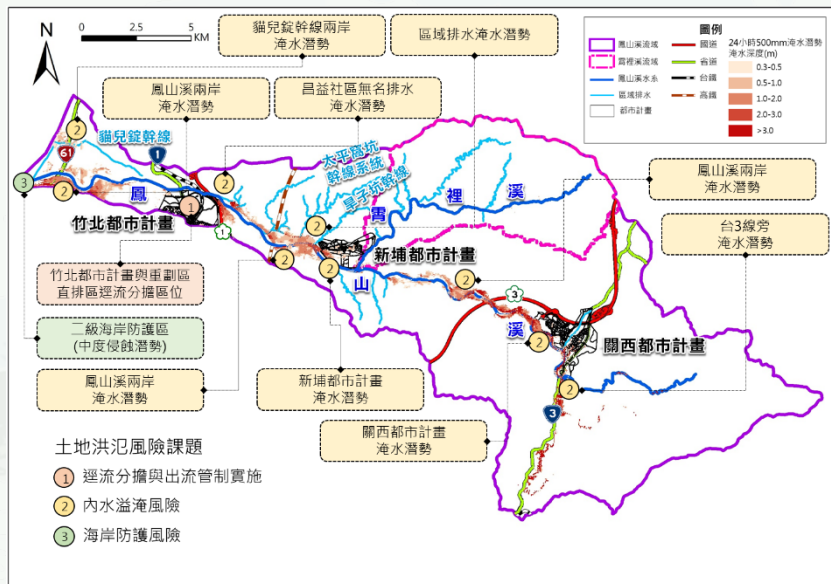 N
0 2.5 5
KM
貓兒錠幹線兩岸
淹水潛勢
區域排水淹水潛勢
鳳山溪兩岸
淹水潛勢
昌益社區無名排水
淹水潛勢
圖例
鳳山溪流域
霄裡溪流域
鳳山溪水系
區域排水
都市計畫
國道
省道
台鐵
高鐵
24小時500mm淹水潛勢
淹水深度(m)
0.3-0.5
0.5-1.0
1.0-2.0
2.0-3.0
>3.0
貓兒錠幹線
太平窩坑
幹線系統
旱子坑幹線
61
1
2
2
3
2
1
1
2
2
2
2
2
2
3
3
鳳
山
溪
霄
裡
溪
竹北都市計畫
新埔都市計畫
關西都市計畫
鳳山溪兩岸
淹水潛勢
台3線旁
淹水潛勢
竹北都市計畫與重劃區
直排區逕流分擔區位
二級海岸防護區
(中度侵蝕潛勢)
鳳山溪兩岸
淹水潛勢
新埔都市計畫
淹水潛勢
關西都市計畫
淹水潛勢
土地洪氾風險課題
1 逕流分擔與出流管制實施
2 內水溢淹風險
3 海岸防護風險